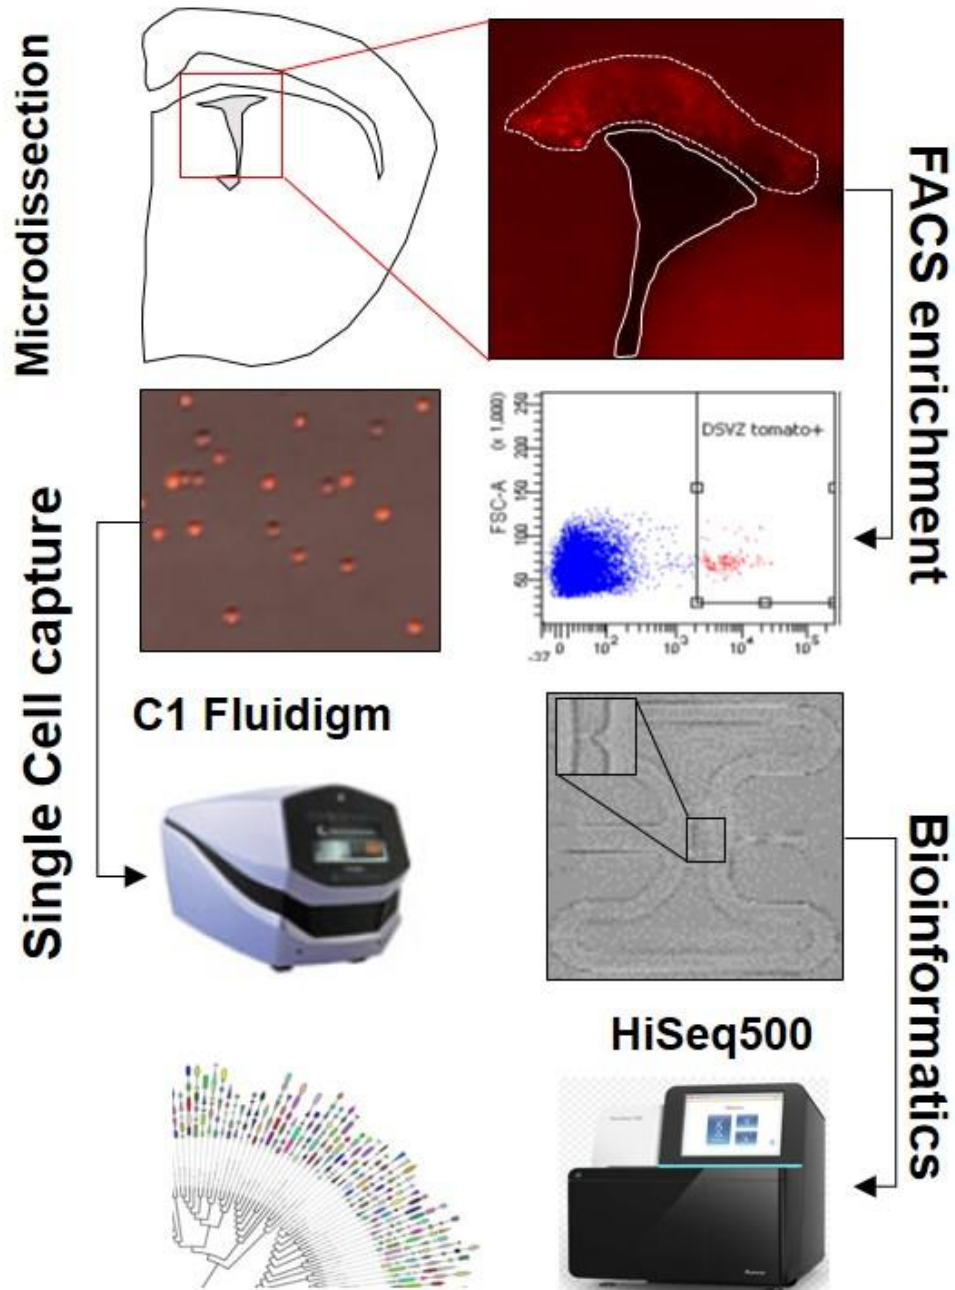 Microdissection
FACS enrichment
DSVZ tomato+
FSC-A (x 1,000)
250
200
150
100
50
-37 0 10² 10³ 10⁴ 10⁵
Single Cell capture
C1 Fluidigm
Bioinformatics
HiSeq500